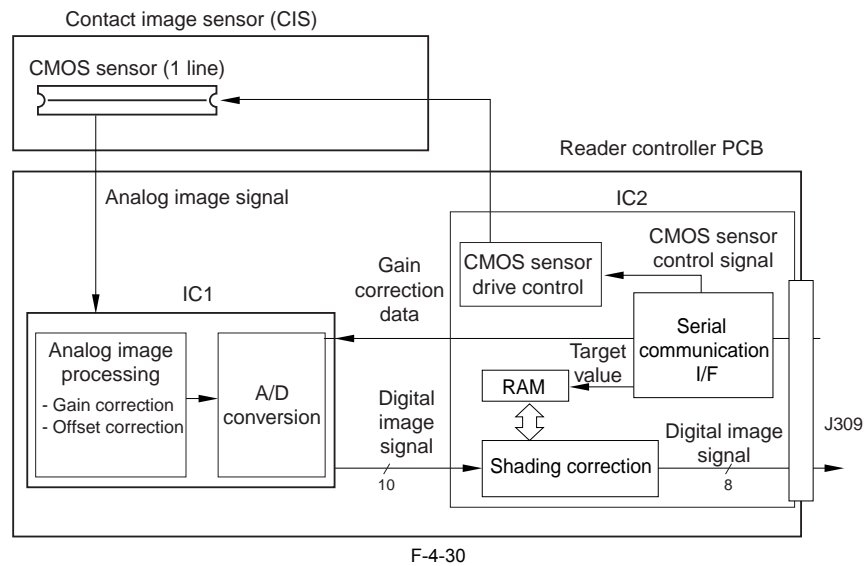 Contact image sensor (CIS)
CMOS sensor (1 line)
Reader controller PCB
Analog image signal
IC2
CMOS sensor
control signal
CMOS sensor
drive control
Gain
correction
data
IC1
Serial
communication
I/F
Analog image
processing
- Gain correction
- Offset correction
A/D
conversion
Target
value
RAM
Digital
image
signal
10
Shading correction
Digital image
signal
8
J309
F-4-30